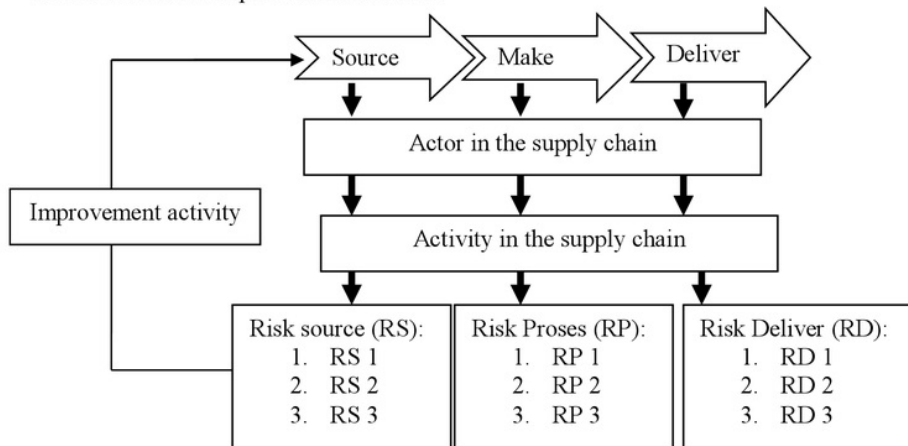 Source
Make
Deliver
Actor in the supply chain
Improvement activity
Activity in the supply chain
Risk source (RS):
1. RS 1
2. RS 2
3. RS 3
Risk Proses (RP):
1. RP 1
2. RP 2
3. RP 3
Risk Deliver (RD):
1. RD 1
2. RD 2
3. RD 3